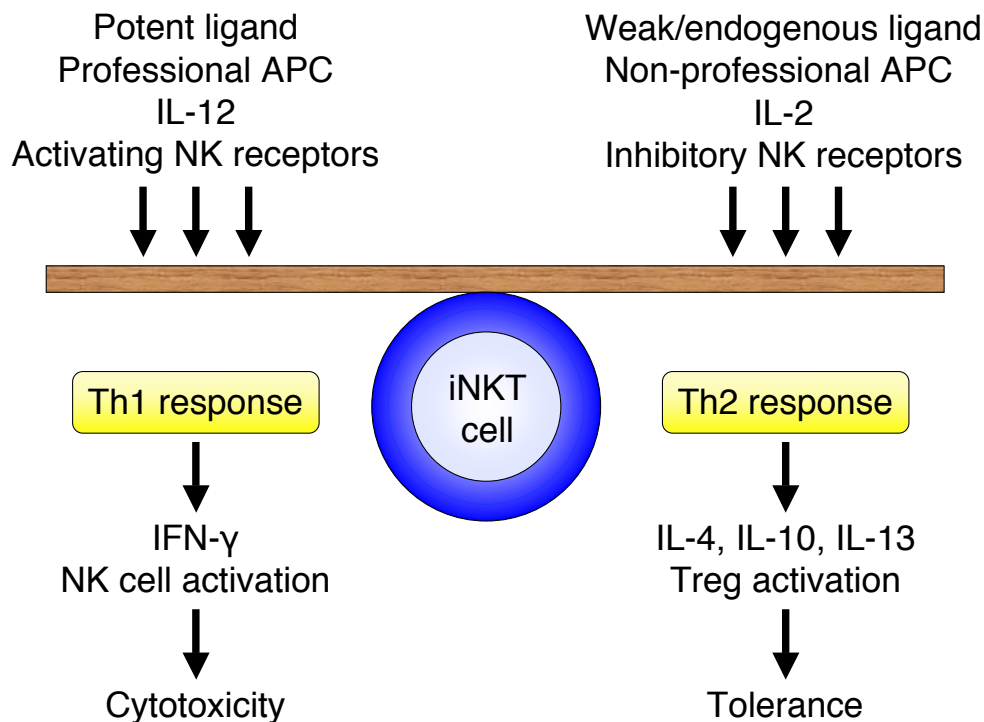 Potent ligand
Professional APC
IL-12
Activating NK receptors
Weak/endogenous ligand
Non-professional APC
IL-2
Inhibitory NK receptors
iNKT
cell
Th1 response
IFN-γ
NK cell activation
Cytotoxicity
Th2 response
IL-4, IL-10, IL-13
Treg activation
Tolerance